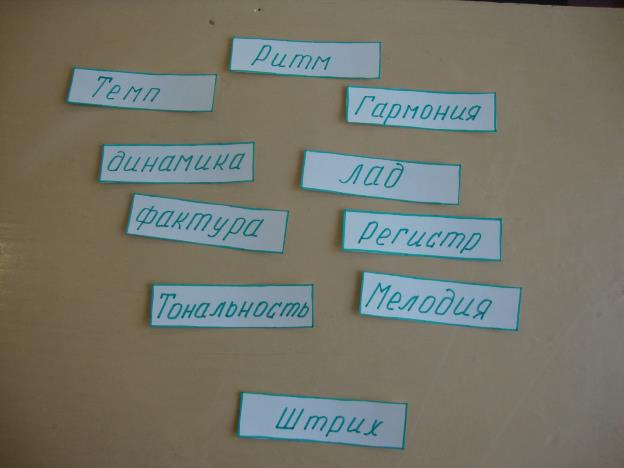 Ритм
Темп
Гармония
динамика
лад
фактура
Регистр
Тональность
Мелодия
Штрих